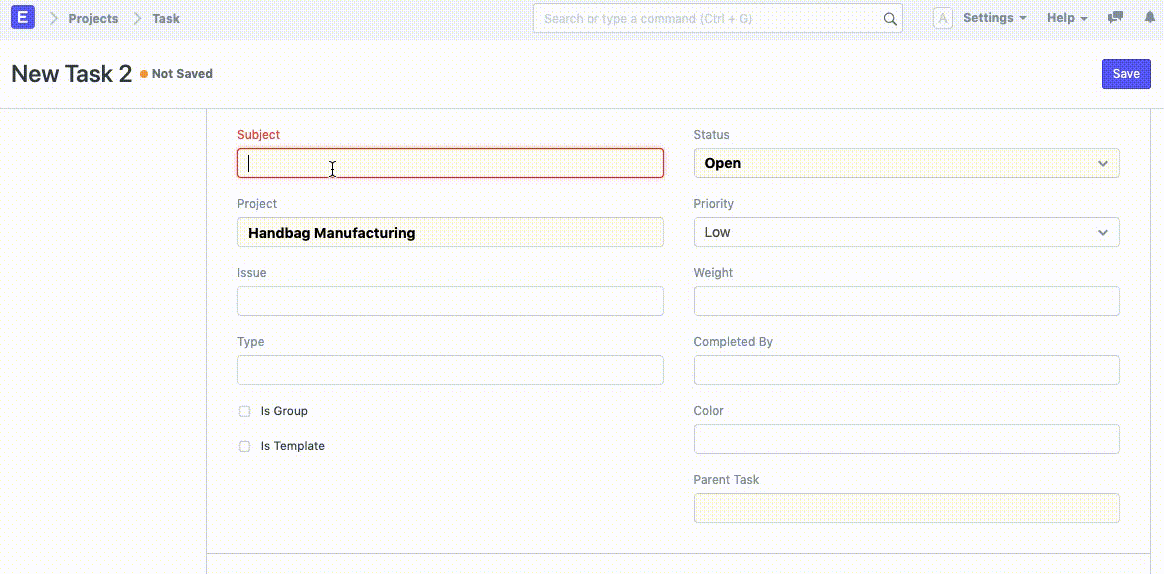 E Projects Task Search or type a command (Ctrl + G) A Settings Help
New Task 2 Not Saved Save
Subject
Project
Handbag Manufacturing
Issue
Type
Is Group
Is Template
Status
Open
Priority
Low
Weight
Completed By
Color
Parent Task